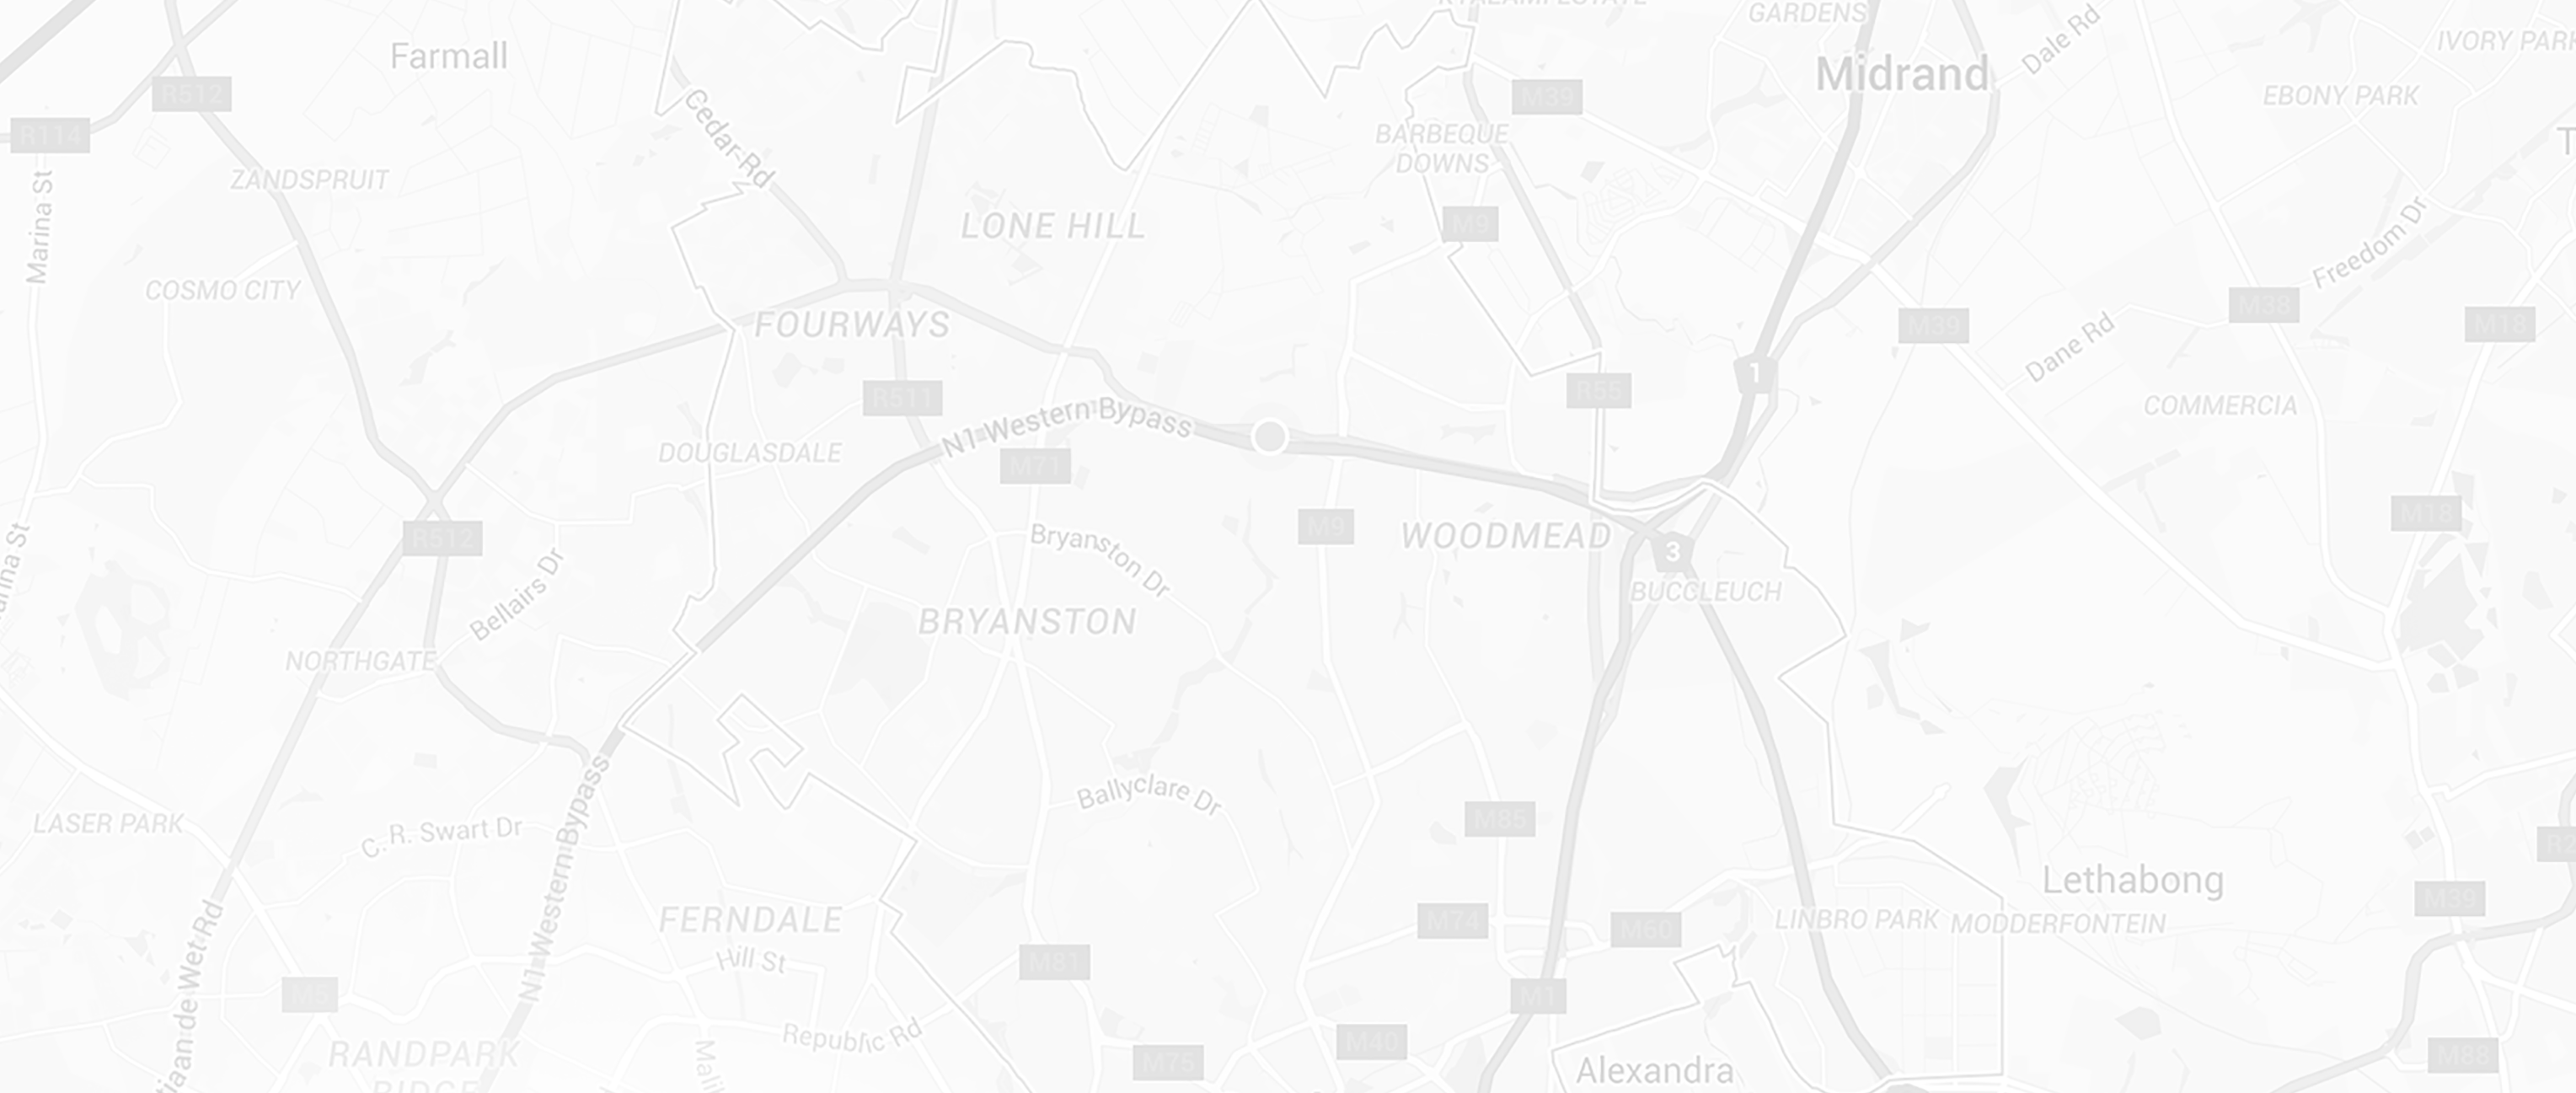 GARDENS
IVORY PARK
Farmall
Midrand
Dale Rd
R512
M39
EBONY PARK
R114
Cedar Rd
BARBEQUE
DOWNS
ZANDSPRUIT
Marina St
LONE HILL
M9
Freedom Dr
COSMO CITY
M38
FOURWAYS
M39
M18
Dane Rd
1
R511
R55
COMMERCIA
N1 Western Bypass
DOUGLASDALE
M71
M9
M18
R512
WOODMEAD
Bryanston Dr
3
Bellairs Dr
BUCCLEUCH
BRYANSTON
NORTHGATE
Ballyclare Dr
LASER PARK
C. R. Swart Dr
M85
N1 Western Bypass
Lethabong
M39
FERNDALE
M74
M60
LINBRO PARK
MODDERFONTEIN
Hill St
M81
M5
M1
Republic Rd
RANDPARK
RIDGE
M75
M40
M88
Alexandra